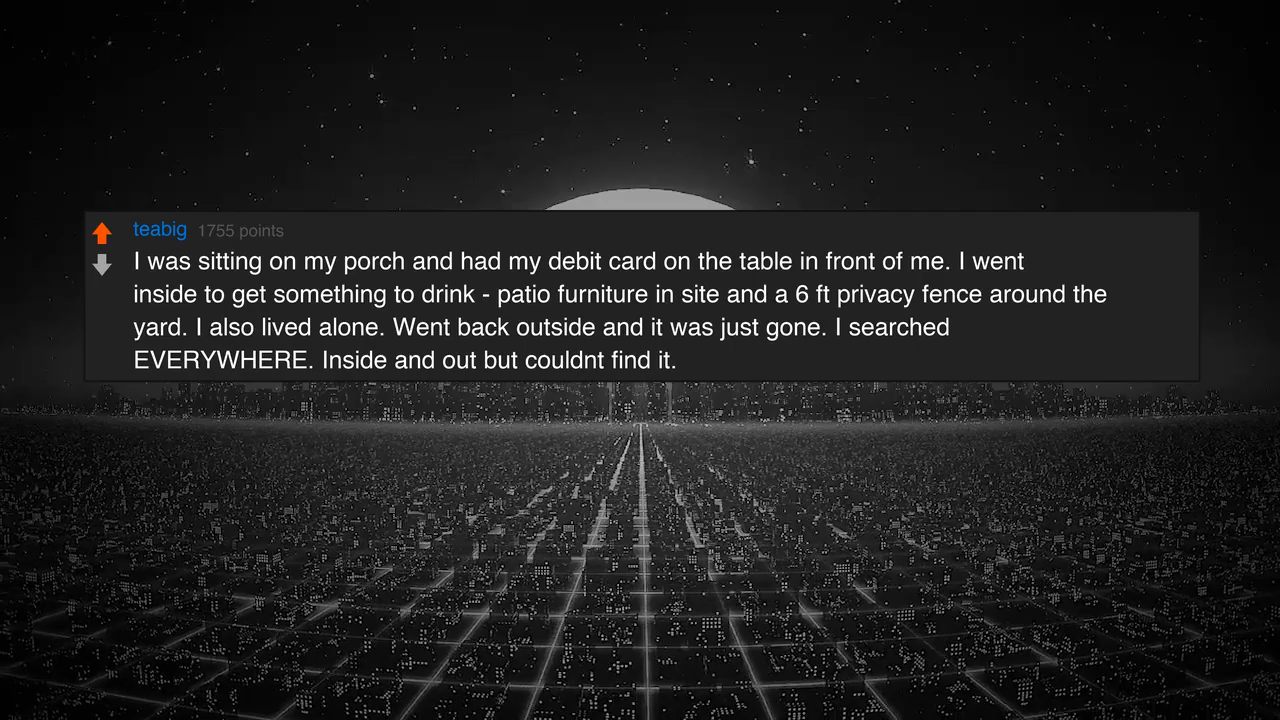 teabig 1755 points
I was sitting on my porch and had my debit card on the table in front of me. I went
inside to get something to drink - patio furniture in site and a 6 ft privacy fence around the
yard. I also lived alone. Went back outside and it was just gone. I searched
EVERYWHERE. Inside and out but couldnt find it.